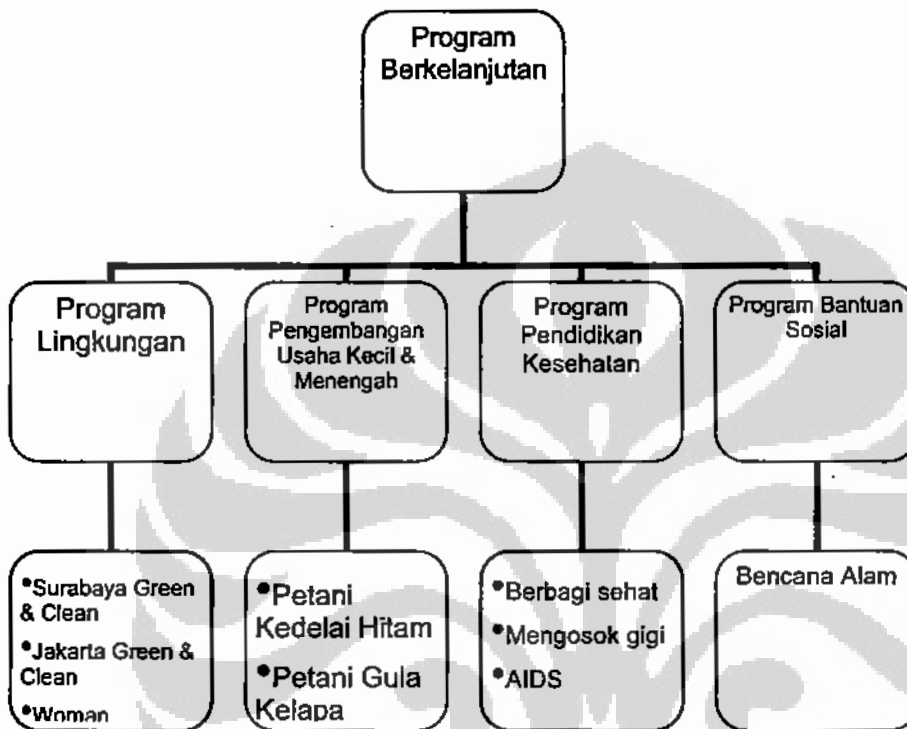 Program
Berkelanjutan
Program
Lingkungan
Program
Pengembangan
Usaha Kecil &
Menengah
Program
Pendidikan
Kesehatan
Program Bantuan
Sosial
•Surabaya Green
& Clean
•Jakarta Green &
Clean
•Woman
•Petani
Kedelai Hitam
•Petani Gula
Kelapa
•Berbagi sehat
•Mengosok gigi
•AIDS
Bencana Alam